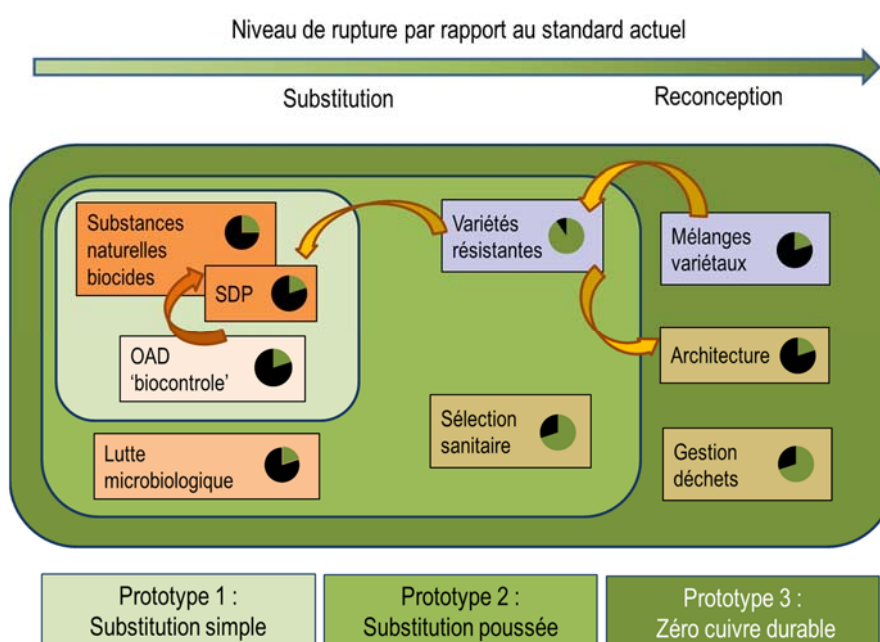 Niveau de rupture par rapport au standard actuel
Substitution
Reconception
Substances
naturelles
biocides
SDP
OAD
‘biocontrole’
Lutte
microbiologique
Variétés
résistantes
Sélection
sanitaire
Mélanges
variétaux
Architecture
Gestion
déchets
Prototype 1 :
Substitution simple
Prototype 2 :
Substitution poussée
Prototype 3 :
Zéro cuivre durable